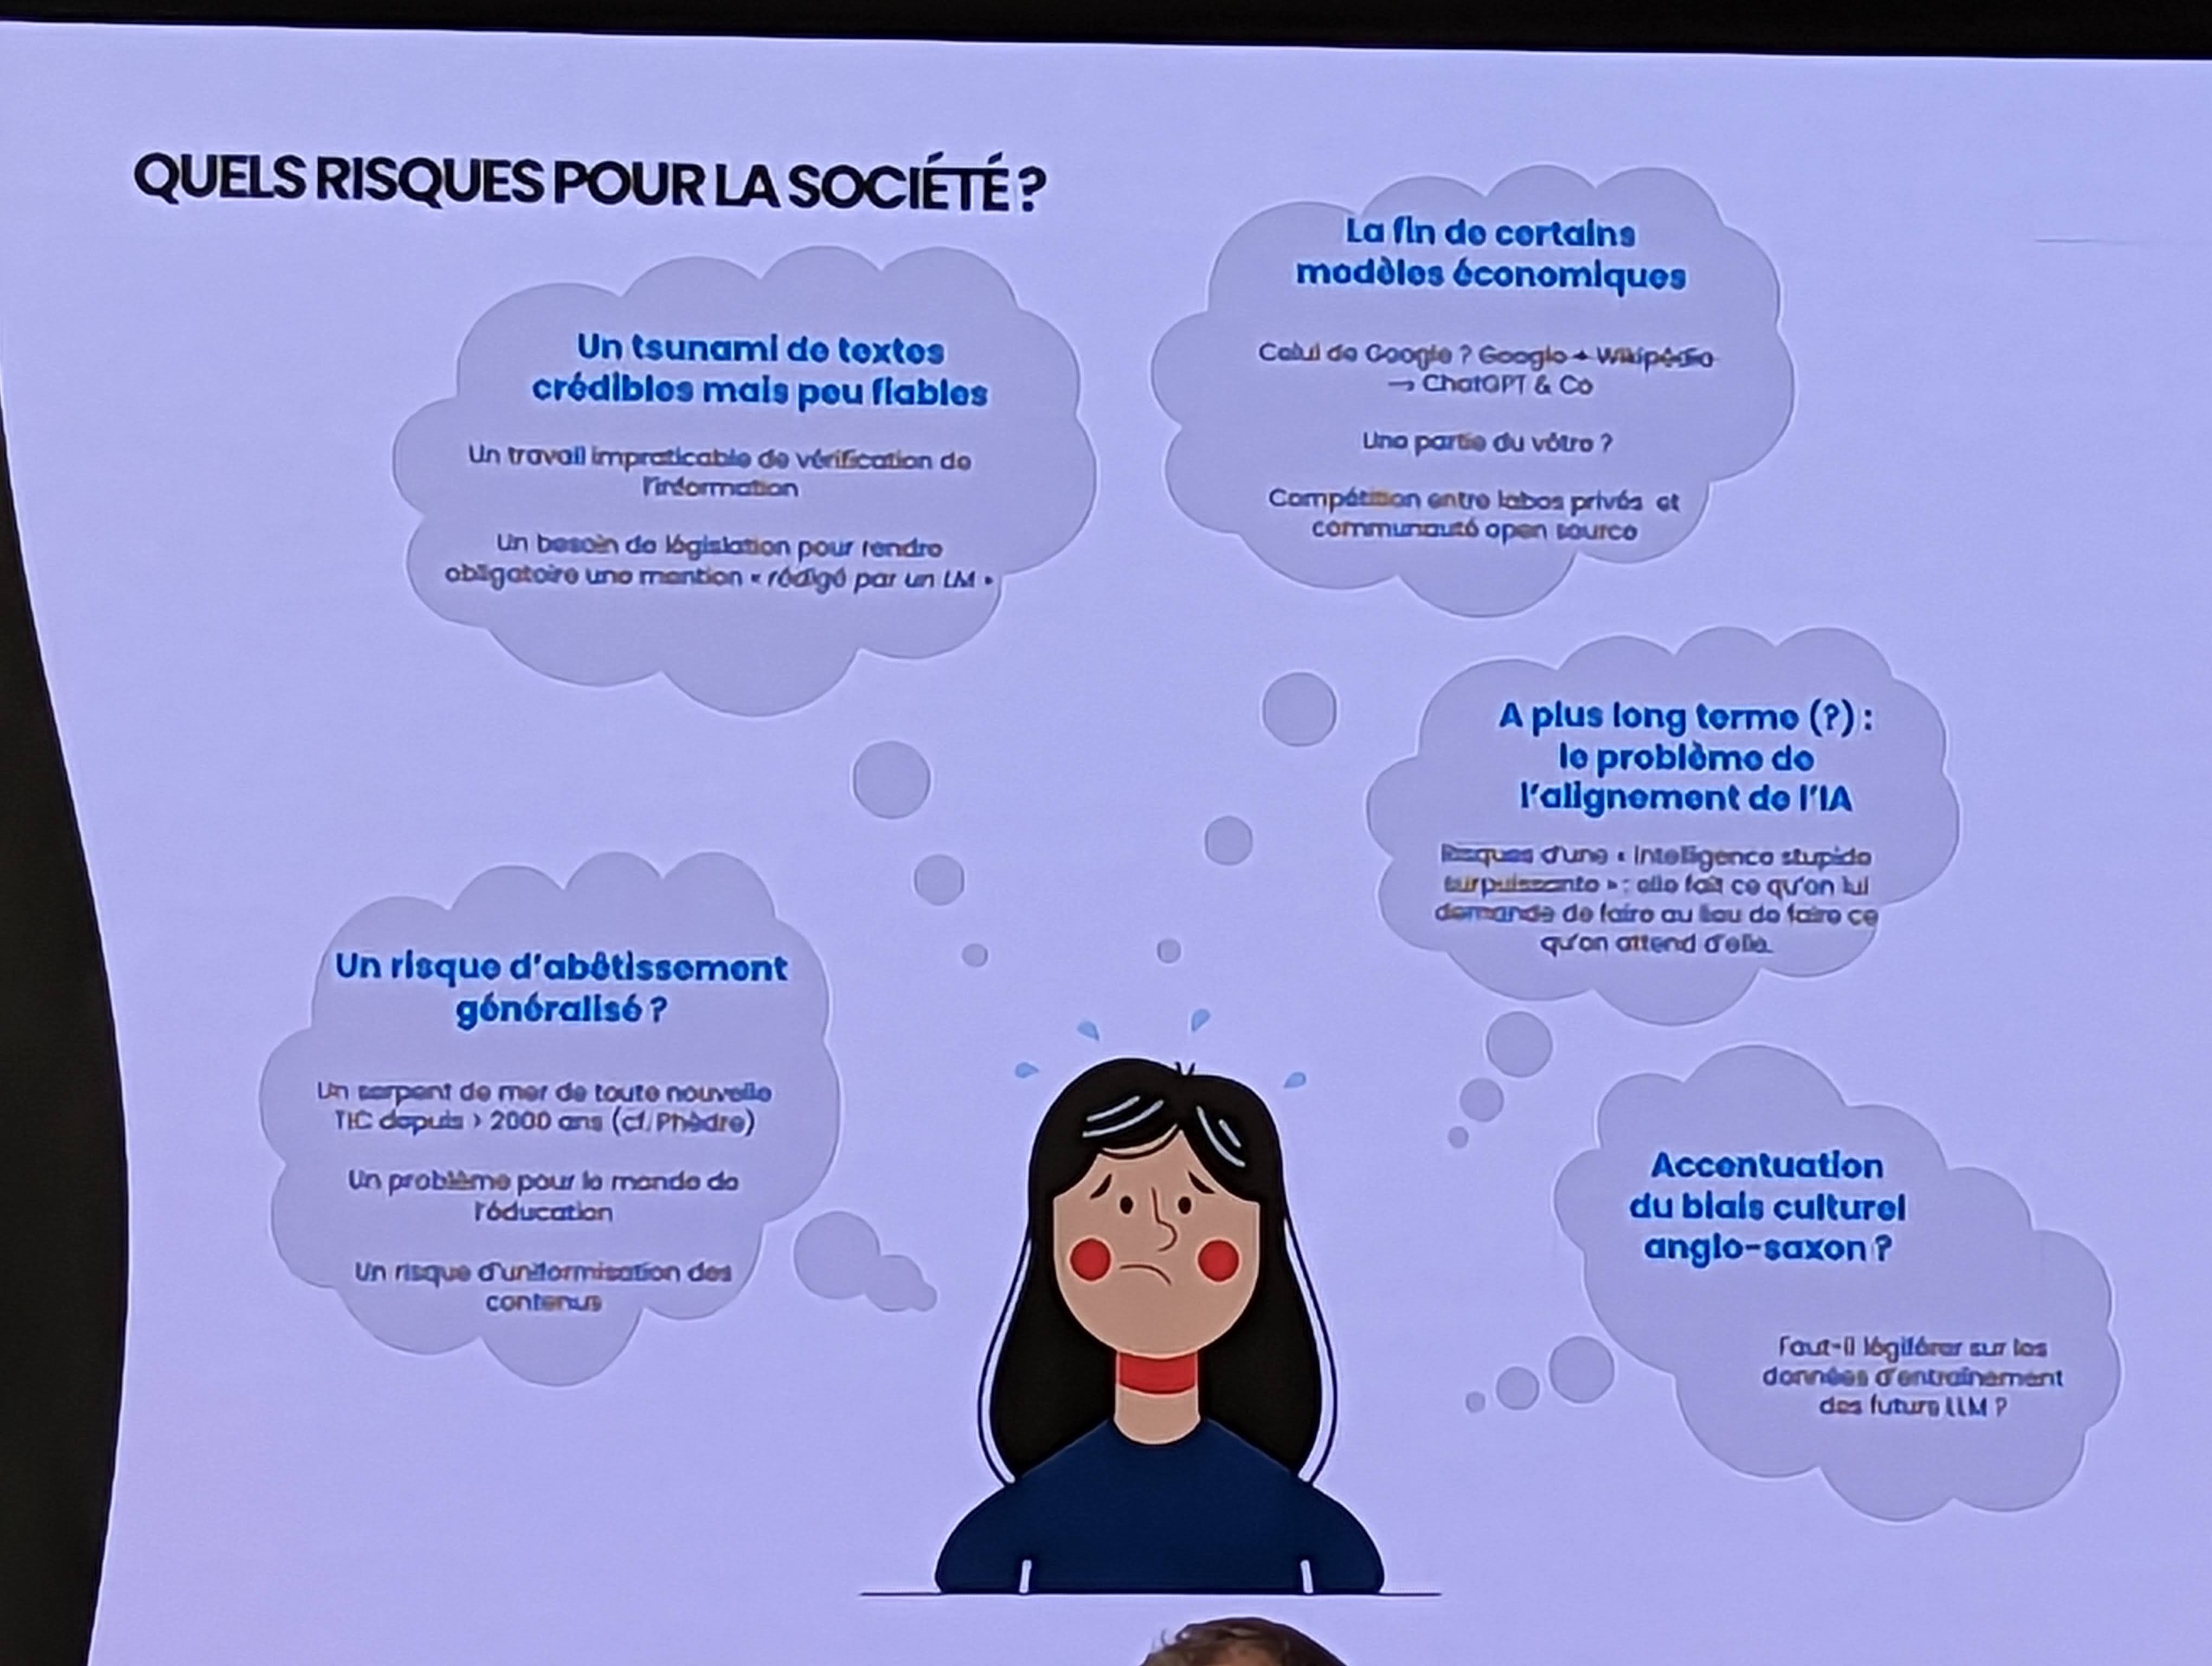 QUELS RISQUES POUR LA SOCIÉTÉ ?
Un tsunami de textes
crédibles mais peu fiables
Un travail impraticable de vérification de
l'information
Un besoin de législation pour rendre
obligatoire une mention « rédigé par un LM »
La fin de certains
modèles économiques
Celui de Google ? Google + Wikipédia
→ ChatGPT & Co
Une partie du vôtre ?
Compétition entre labos privés et
communauté open source
A plus long terme (?) :
le problème de
l'alignement de l'IA
Risques d'une « intelligence stupide
surpuissante » : elle fait ce qu'on lui
demande de faire au lieu de faire ce
qu'on attend d'elle.
Un risque d'abêtissement
généralisé ?
Un serpent de mer de toute nouvelle
TIC depuis > 2000 ans (cf. Phèdre)
Un problème pour le monde de
l'éducation
Un risque d'uniformisation des
contenus
Accentuation
du biais culturel
anglo-saxon ?
Faut-il légiférer sur les
données d'entraînement
des futurs LLM ?